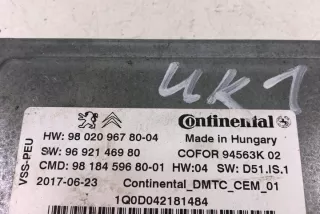 UK1
Continental
HW: 98 020 967 80-04
Made in Hungary
SW: 96 921 469 80
COFOR 94563K 02
CMD: 98 184 596 80-01
HW:04 SW: D51.IS.1
2017-06-23
Continental_DMTC_CEM_01
1Q0D042181484
VSS-PEU